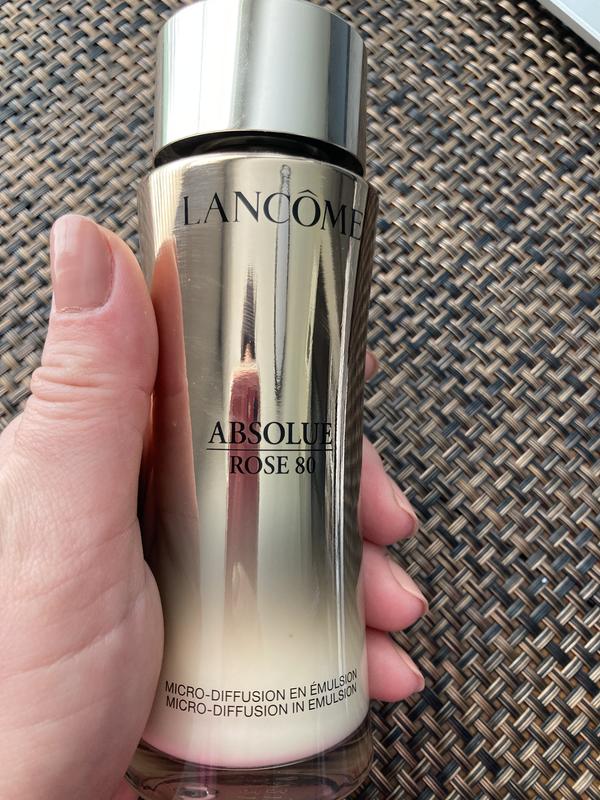 LANCÔME
ABSOLUE
ROSE 80
MICRO-DIFFUSION EN ÉMULSION
MICRO-DIFFUSION IN EMULSION